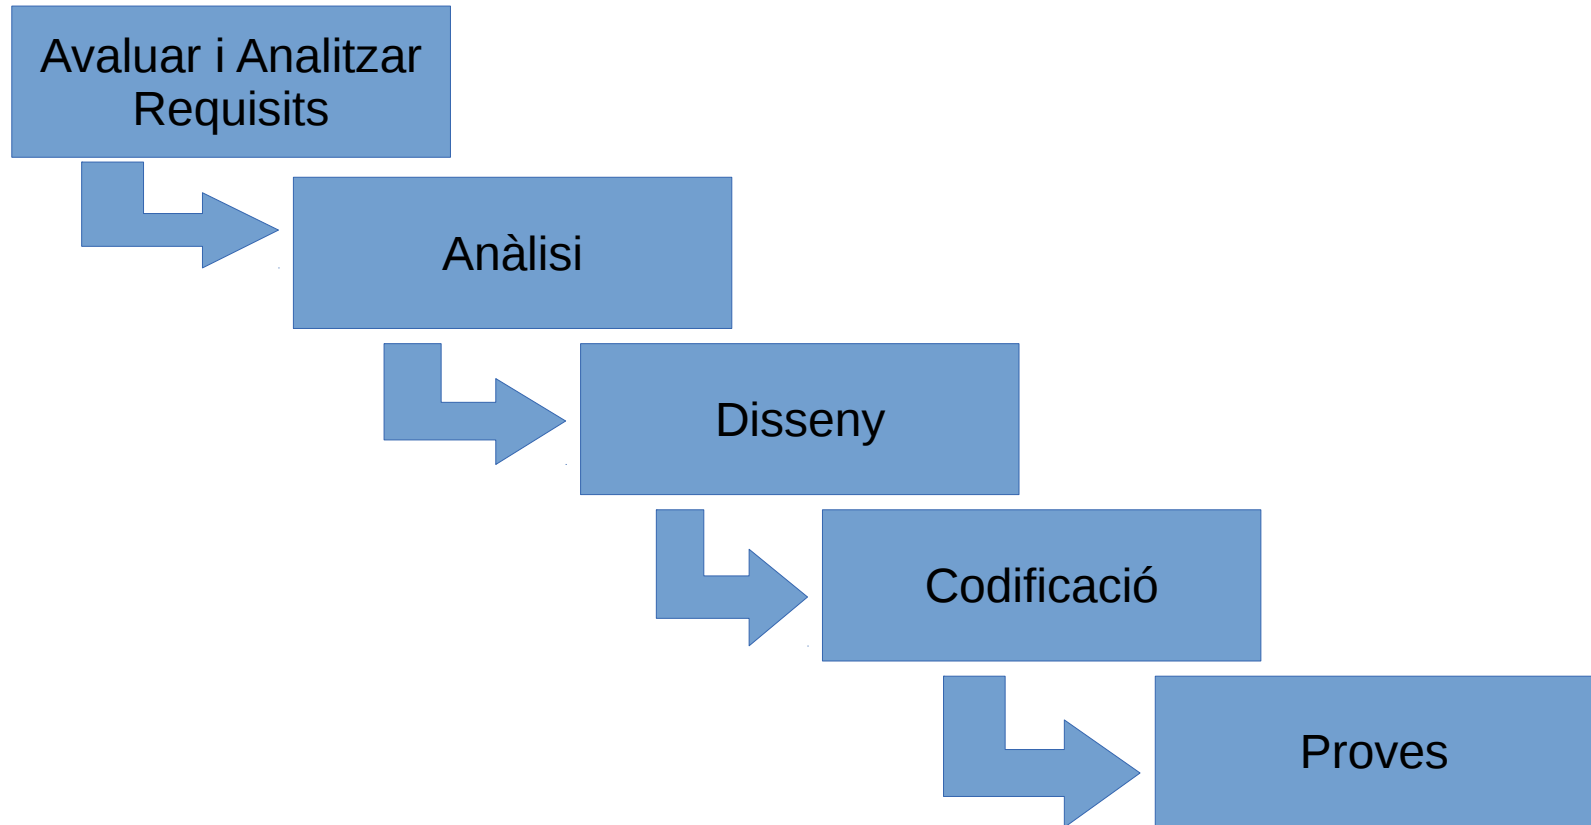 Avaluar i Analitzar
Requisits
Anàlisi
Disseny
Codificació
Proves